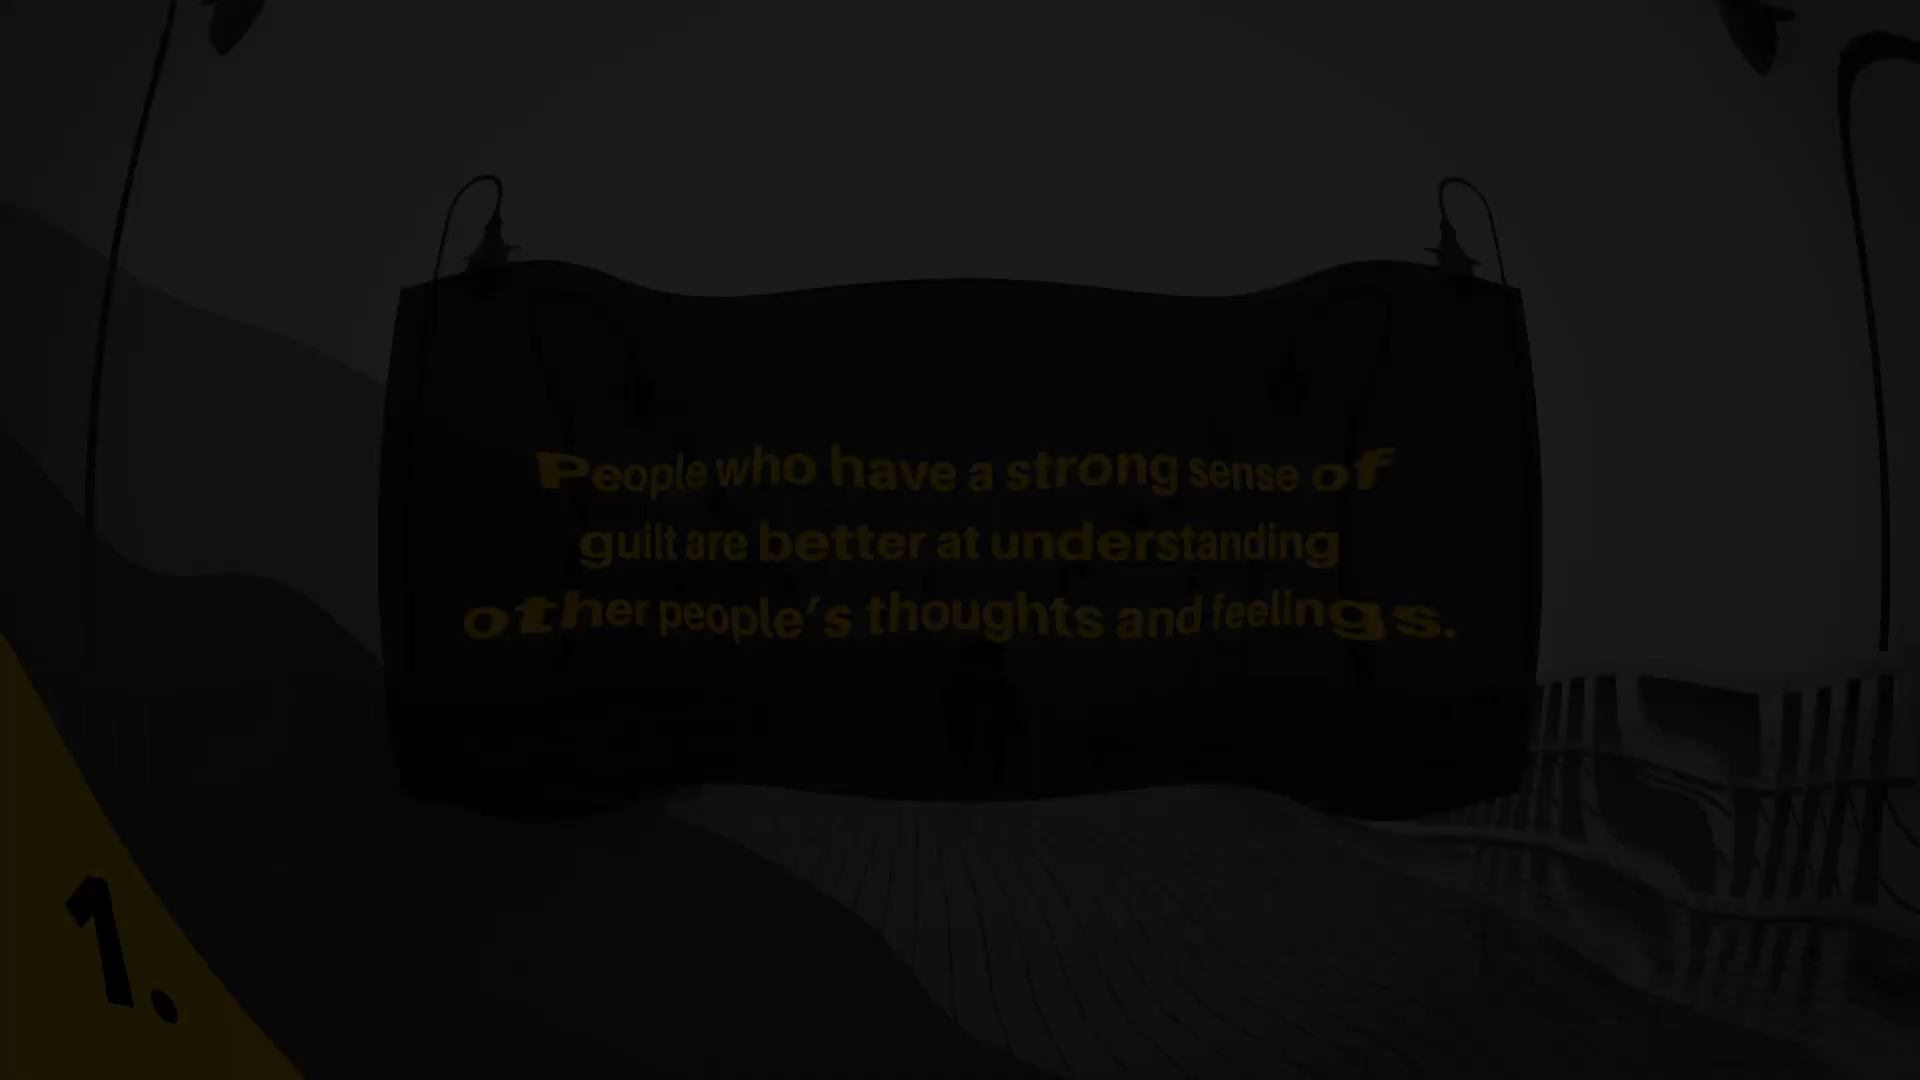 People who have a strong sense of
guilt are better at understanding
other people’s thoughts and feelings.
1.